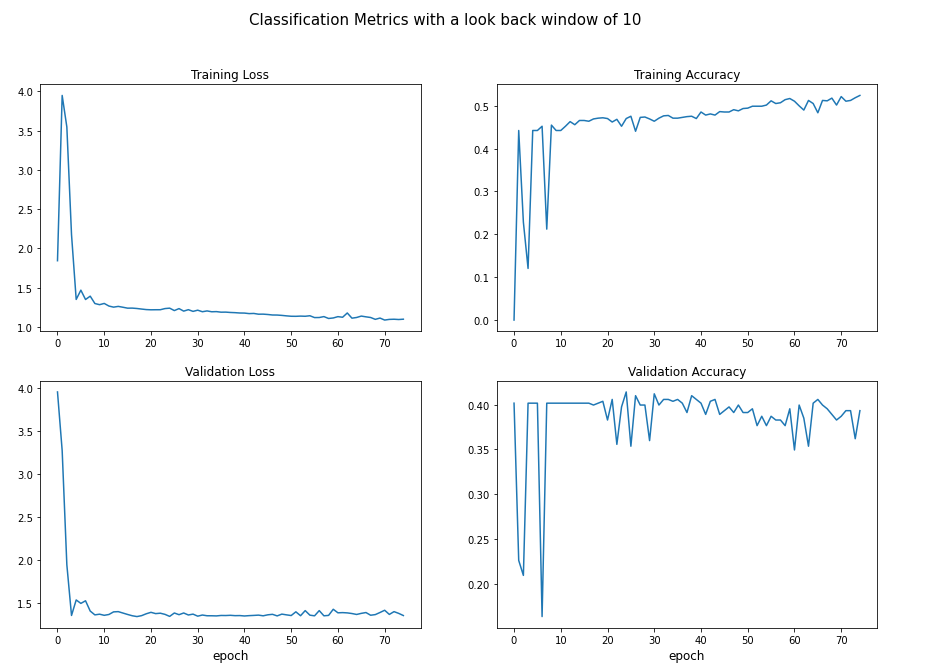 Classification Metrics with a look back window of 10
Training Loss
4.0
3.5
3.0
2.5
2.0
1.5
1.0
0 10 20 30 40 50 60 70
Training Accuracy
0.5
0.4
0.3
0.2
0.1
0.0
0 10 20 30 40 50 60 70
Validation Loss
4.0
3.5
3.0
2.5
2.0
1.5
0 10 20 30 40 50 60 70
epoch
Validation Accuracy
0.40
0.35
0.30
0.25
0.20
0 10 20 30 40 50 60 70
epoch